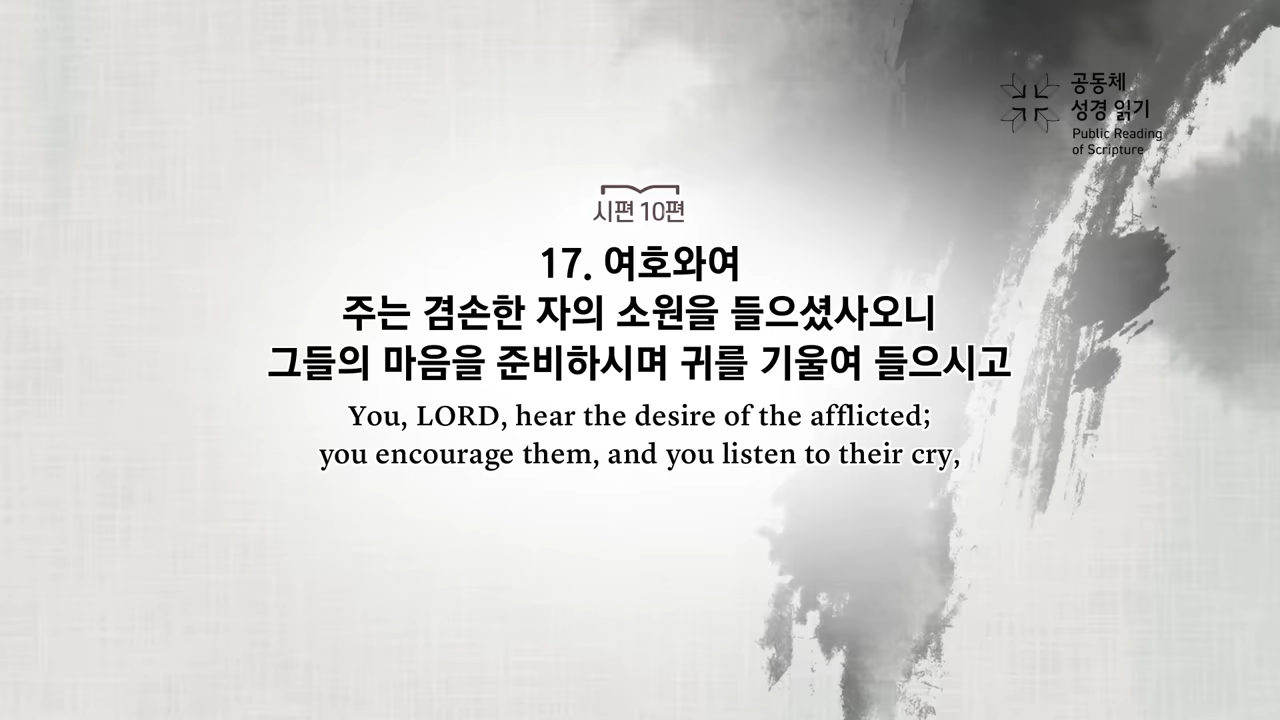 공동체
성경 읽기
Public Reading
of Scripture
시편 10편
17. 여호와여
주는 겸손한 자의 소원을 들으셨사오니
그들의 마음을 준비하시며 귀를 기울여 들으시고
You, LORD, hear the desire of the afflicted;
you encourage them, and you listen to their cry,